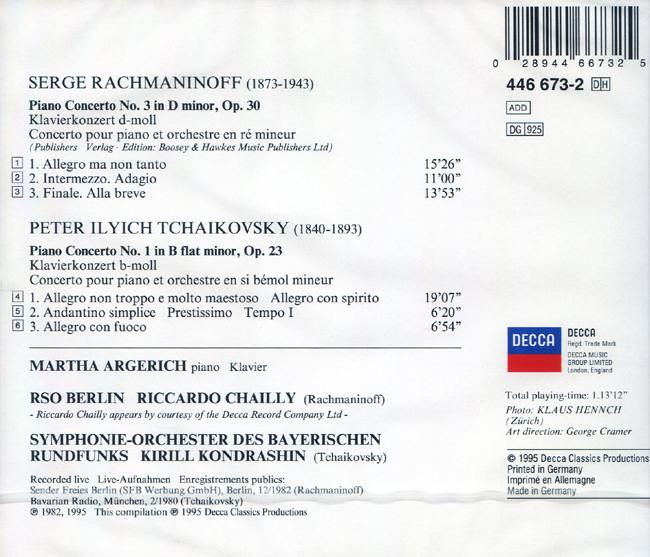 0 28944 66732 5
446 673-2 DH
ADD
DG 925
SERGE RACHMANINOFF (1873-1943)
Piano Concerto No. 3 in D minor, Op. 30
Klavierkonzert d-moll
Concerto pour piano et orchestre en ré mineur
(Publishers · Verlag · Edition: Boosey & Hawkes Music Publishers Ltd)
1 1. Allegro ma non tanto 15'26"
2 2. Intermezzo. Adagio 11'00"
3 3. Finale. Alla breve 13'53"
PETER ILYICH TCHAIKOVSKY (1840-1893)
Piano Concerto No. 1 in B flat minor, Op. 23
Klavierkonzert b-moll
Concerto pour piano et orchestre en si bémol mineur
4 1. Allegro non troppo e molto maestoso Allegro con spirito 19'07"
5 2. Andantino simplice Prestissimo Tempo I 6'20"
6 3. Allegro con fuoco 6'54"
MARTHA ARGERICH piano Klavier
RSO BERLIN RICCARDO CHAILLY (Rachmaninoff)
- Riccardo Chailly appears by courtesy of the Decca Record Company Ltd -
SYMPHONIE-ORCHESTER DES BAYERISCHEN
RUNDFUNKS KIRILL KONDRASHIN (Tchaikovsky)
Recorded live Live-Aufnahmen Enregistrements publics:
Sender Freies Berlin (SFB Werbung GmbH), Berlin, 12/1982 (Rachmaninoff)
Bavarian Radio, München, 2/1980 (Tchaikovsky)
℗ 1982, 1995 This compilation ℗ 1995 Decca Classics Productions
DECCA
DECCA
Regd. Trade Mark
DECCA MUSIC
GROUP LIMITED
London, England
Total playing-time: 1.13'12"
Photo: KLAUS HENNCH
(Zürich)
Art direction: George Cramer
© 1995 Decca Classics Productions
Printed in Germany
Imprimé en Allemagne
Made in Germany